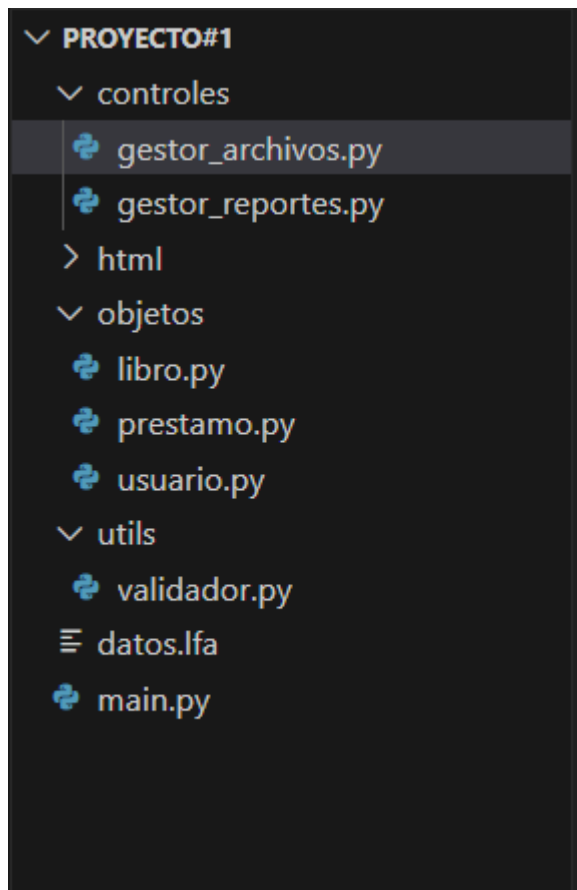 PROYECTO#1
controles
gestor_archivos.py
gestor_reportes.py
html
objetos
libro.py
prestamo.py
usuario.py
utils
validador.py
datos.lfa
main.py